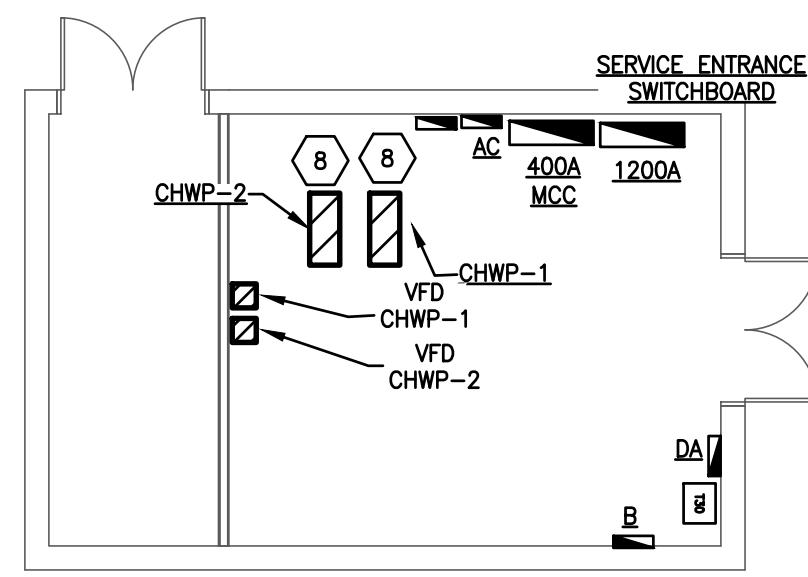 SERVICE ENTRANCE
SWITCHBOARD
8
8
AC
400A
MCC
1200A
CHWP-2
CHWP-1
VFD
CHWP-1
VFD
CHWP-2
DA
T30
B